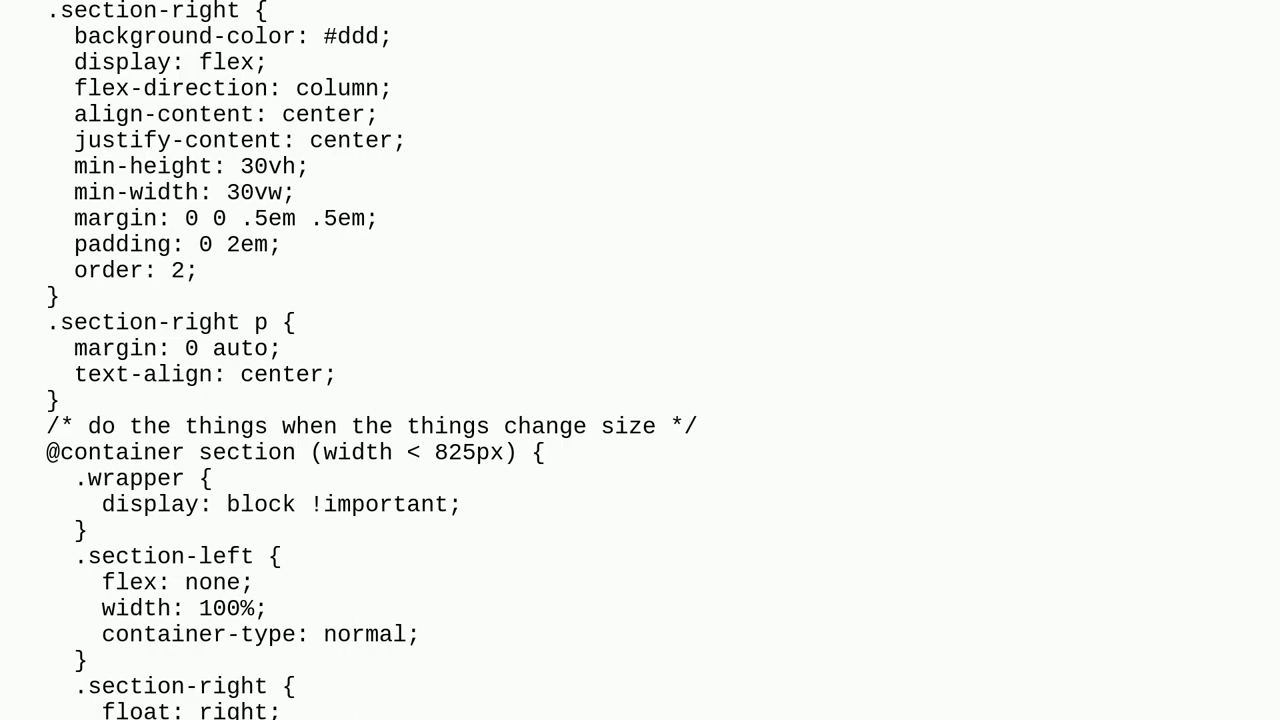 .section-right {
  background-color: #ddd;
  display: flex;
  flex-direction: column;
  align-content: center;
  justify-content: center;
  min-height: 30vh;
  min-width: 30vw;
  margin: 0 0 .5em .5em;
  padding: 0 2em;
  order: 2;
}
.section-right p {
  margin: 0 auto;
  text-align: center;
}
/* do the things when the things change size */
@container section (width < 825px) {
  .wrapper {
    display: block !important;
  }
  .section-left {
    flex: none;
    width: 100%;
    container-type: normal;
  }
  .section-right {
    float: right;